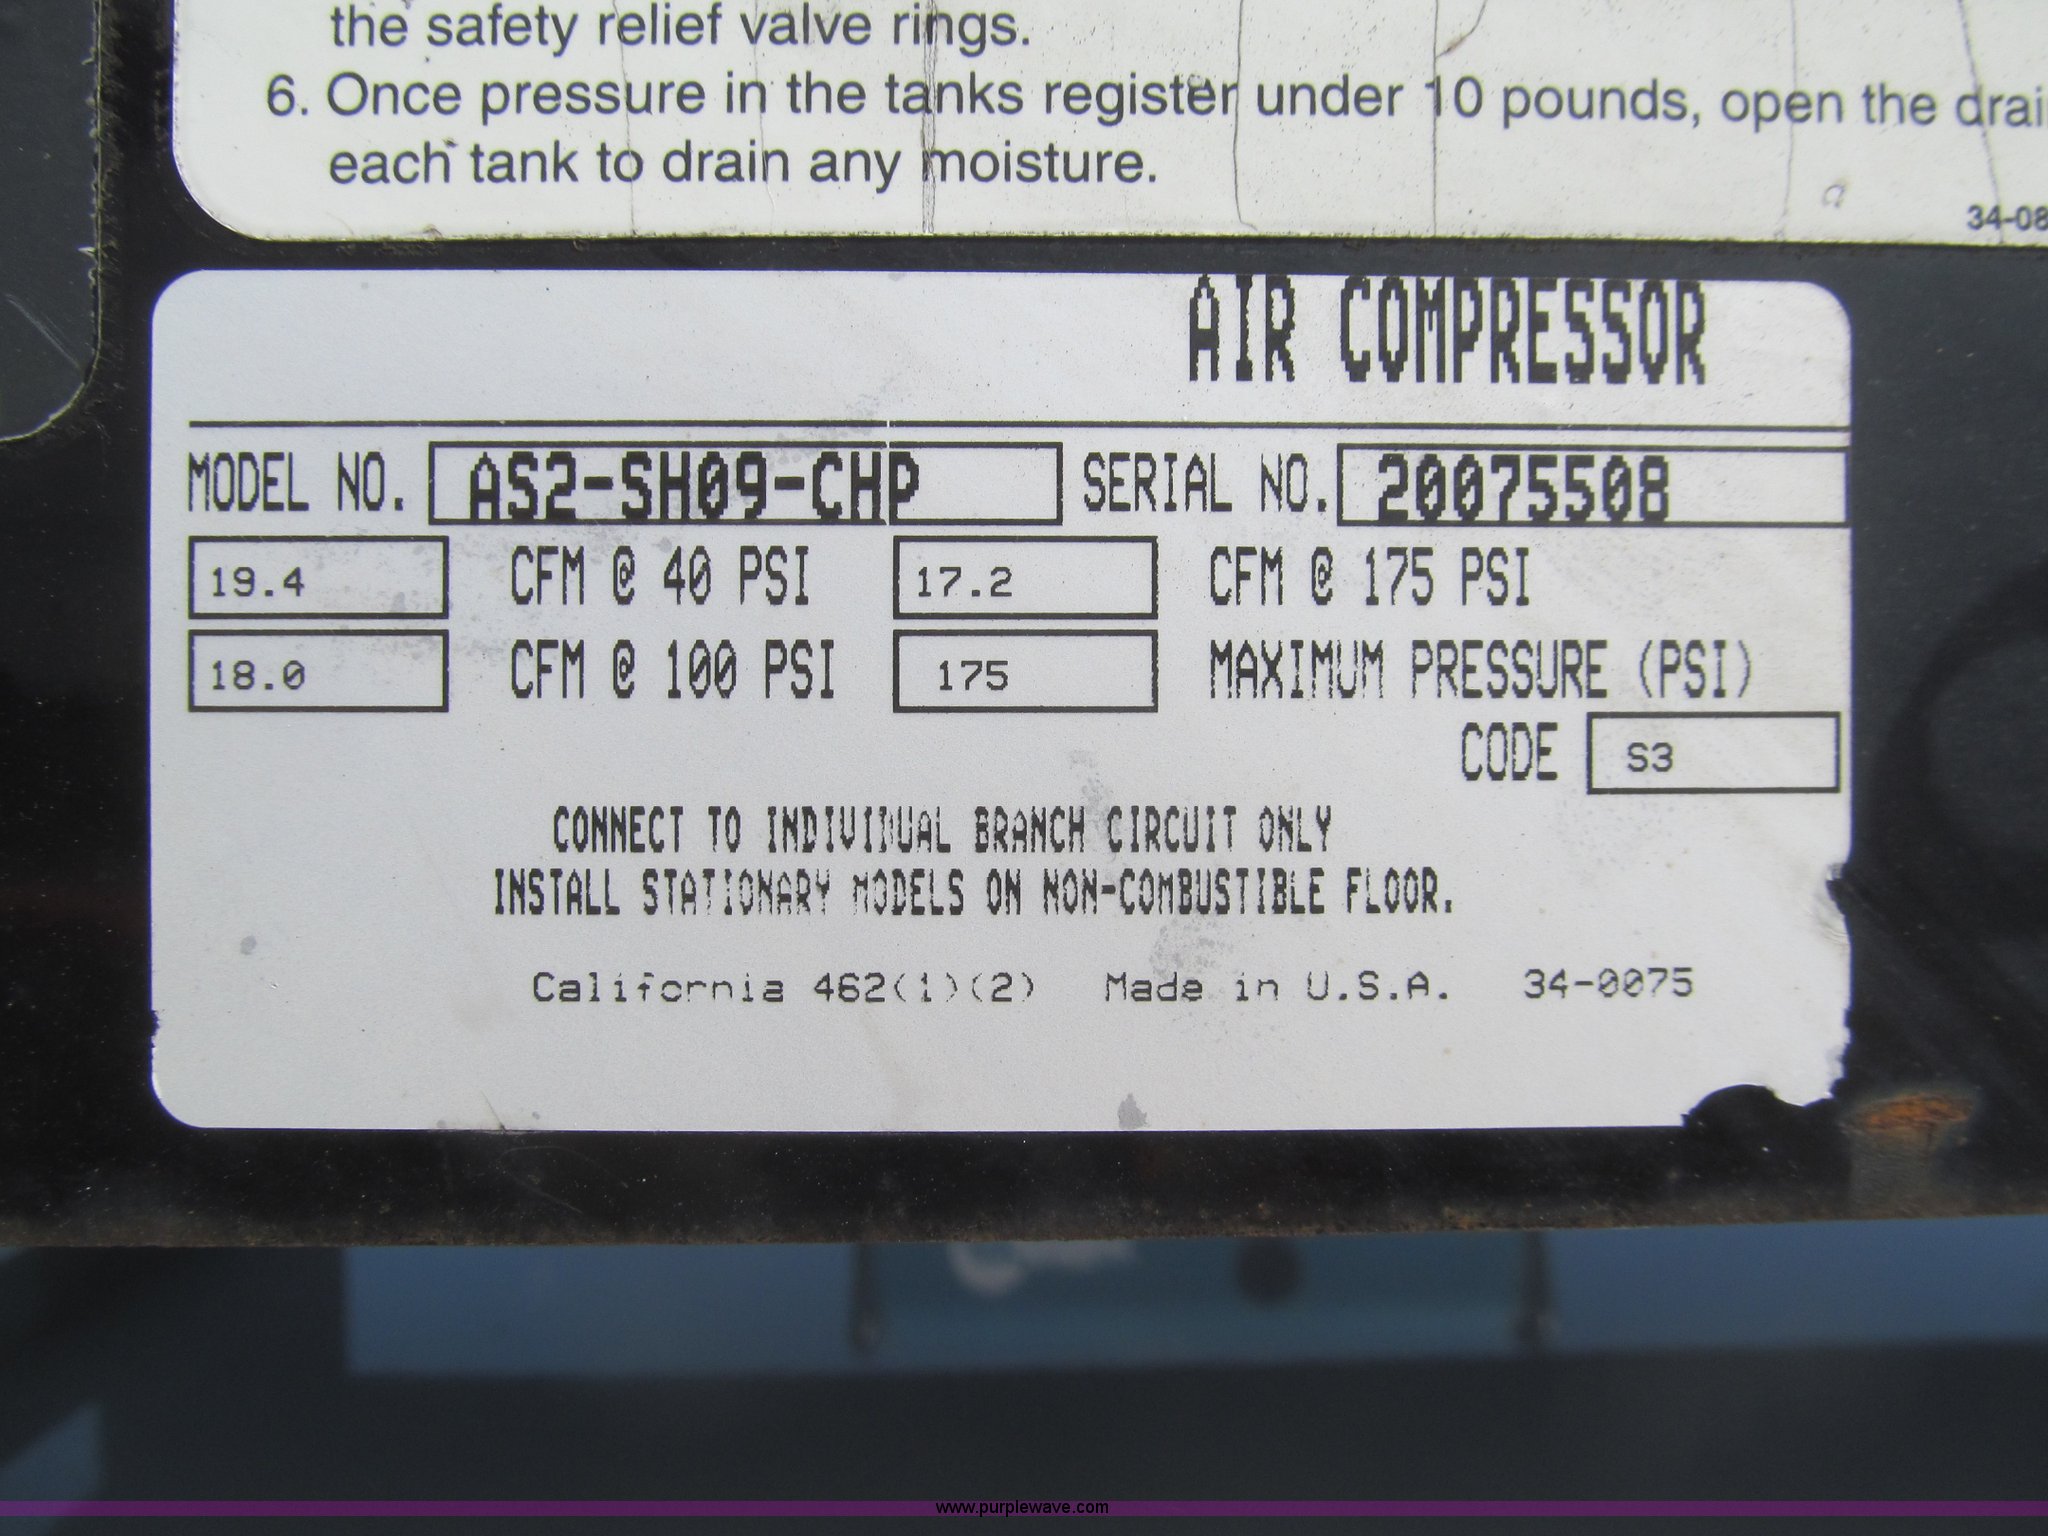 the safety relief valve rings.
6. Once pressure in the tanks register under 10 pounds, open the drai
each tank to drain any moisture.
34-08
AIR COMPRESSOR
MODEL NO. AS2-SH09-CHP SERIAL NO. 20075508
19.4 CFM @ 40 PSI 17.2 CFM @ 175 PSI
18.0 CFM @ 100 PSI 175 MAXIMUM PRESSURE (PSI)
CODE S3
CONNECT TO INDIVIDUAL BRANCH CIRCUIT ONLY
INSTALL STATIONARY MODELS ON NON-COMBUSTIBLE FLOOR.
California 462(1)(2) Made in U.S.A. 34-0075
www.purplewave.com